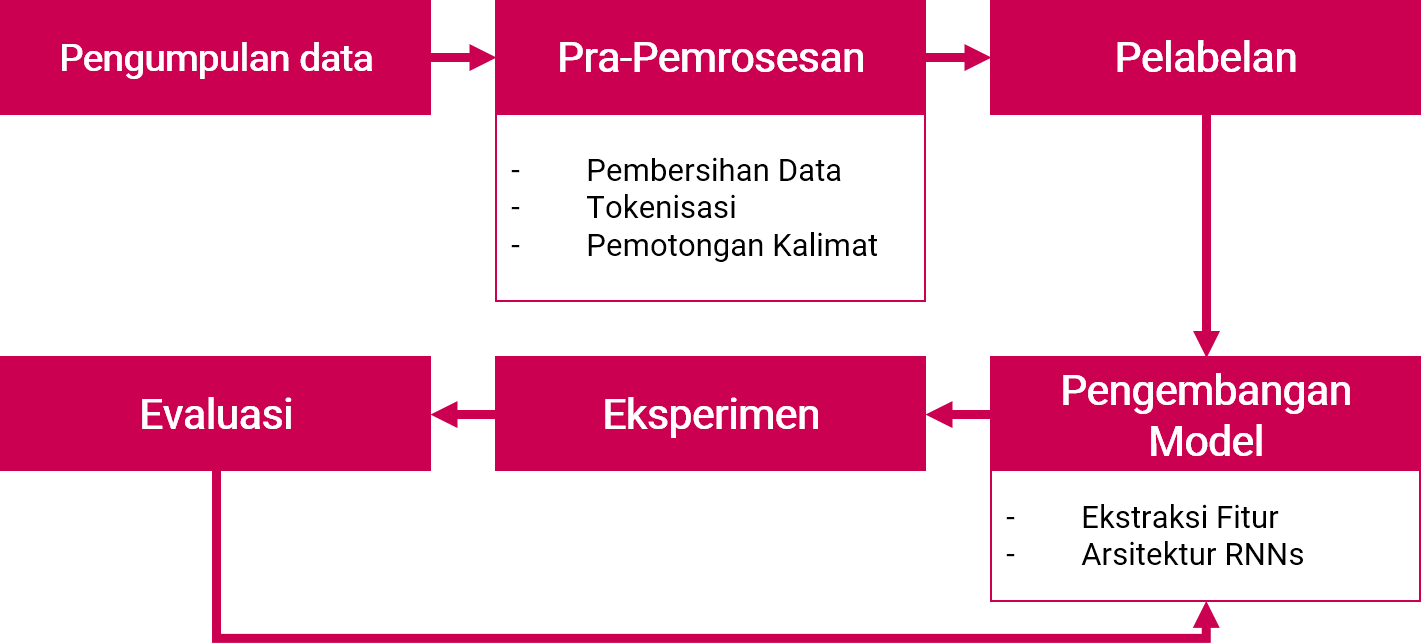 Pengumpulan data
Pra-Pemrosesan
- Pembersihan Data
- Tokenisasi
- Pemotongan Kalimat
Pelabelan
Pengembangan
Model
- Ekstraksi Fitur
- Arsitektur RNNs
Eksperimen
Evaluasi